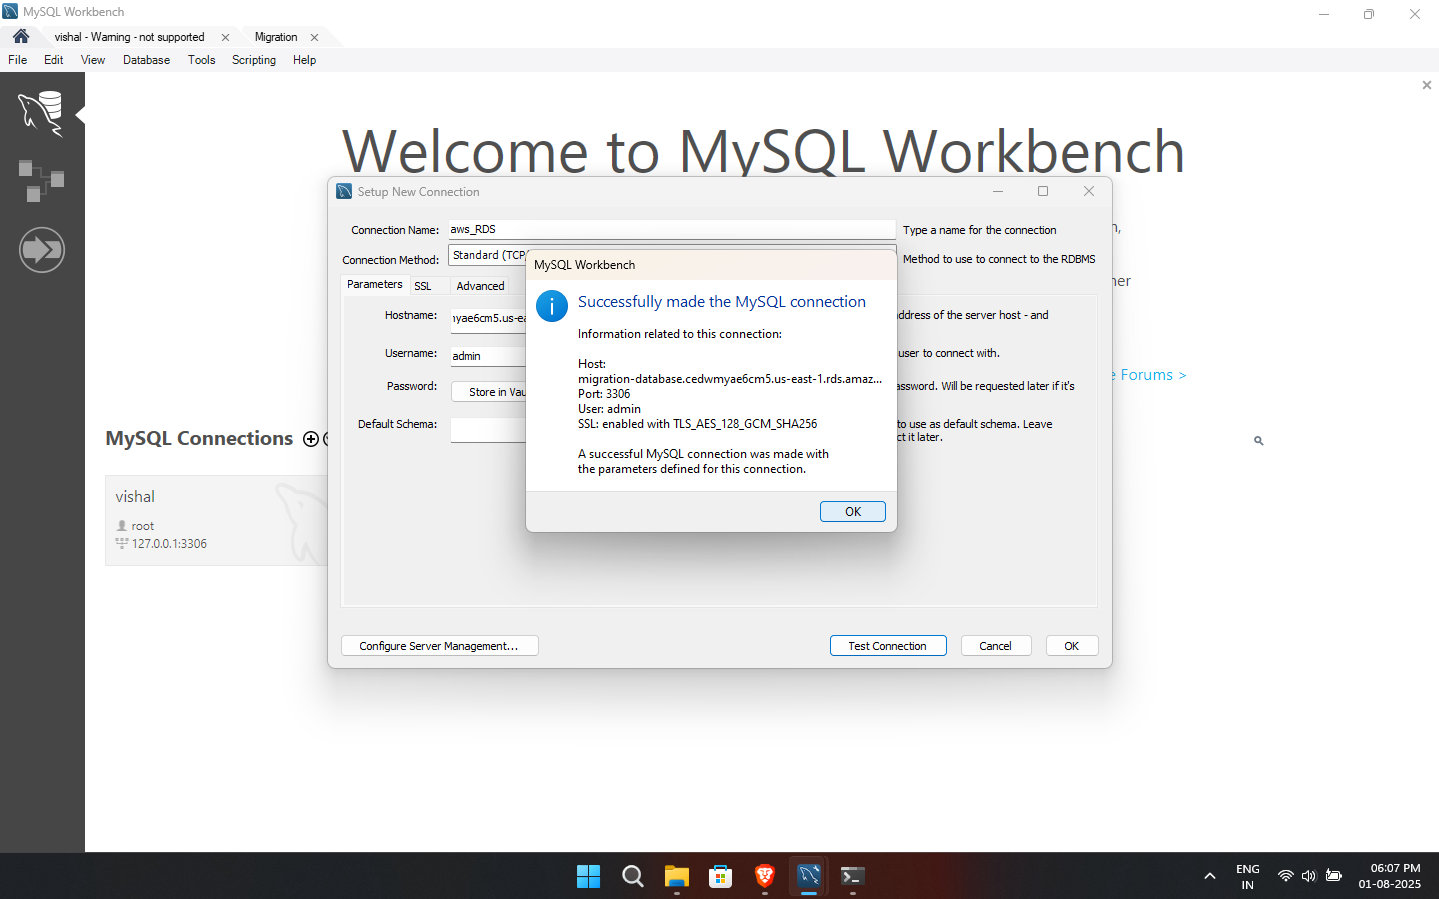 MySQL Workbench
vishal - Warning - not supported
Migration
File Edit View Database Tools Scripting Help
Welcome to MySQL Workbench
Setup New Connection
Connection Name: aws_RDS Type a name for the connection
Connection Method: Standard (TCP/ Method to use to connect to the RDBMS
Parameters SSL Advanced
Hostname: myae6cm5.us-ea address of the server host - and
Username: admin user to connect with.
Password: Store in Vau assword. Will be requested later if it's
Default Schema: to use as default schema. Leave
ct it later.
MySQL Workbench
Successfully made the MySQL connection
Information related to this connection:
Host:
migration-database.cedwmyae6cm5.us-east-1.rds.amaz...
Port: 3306
User: admin
SSL: enabled with TLS_AES_128_GCM_SHA256
A successful MySQL connection was made with
the parameters defined for this connection.
OK
Configure Server Management... Test Connection Cancel OK
n,
her
e Forums >
MySQL Connections
vishal
root
127.0.0.1:3306
ENG
IN
06:07 PM
01-08-2025